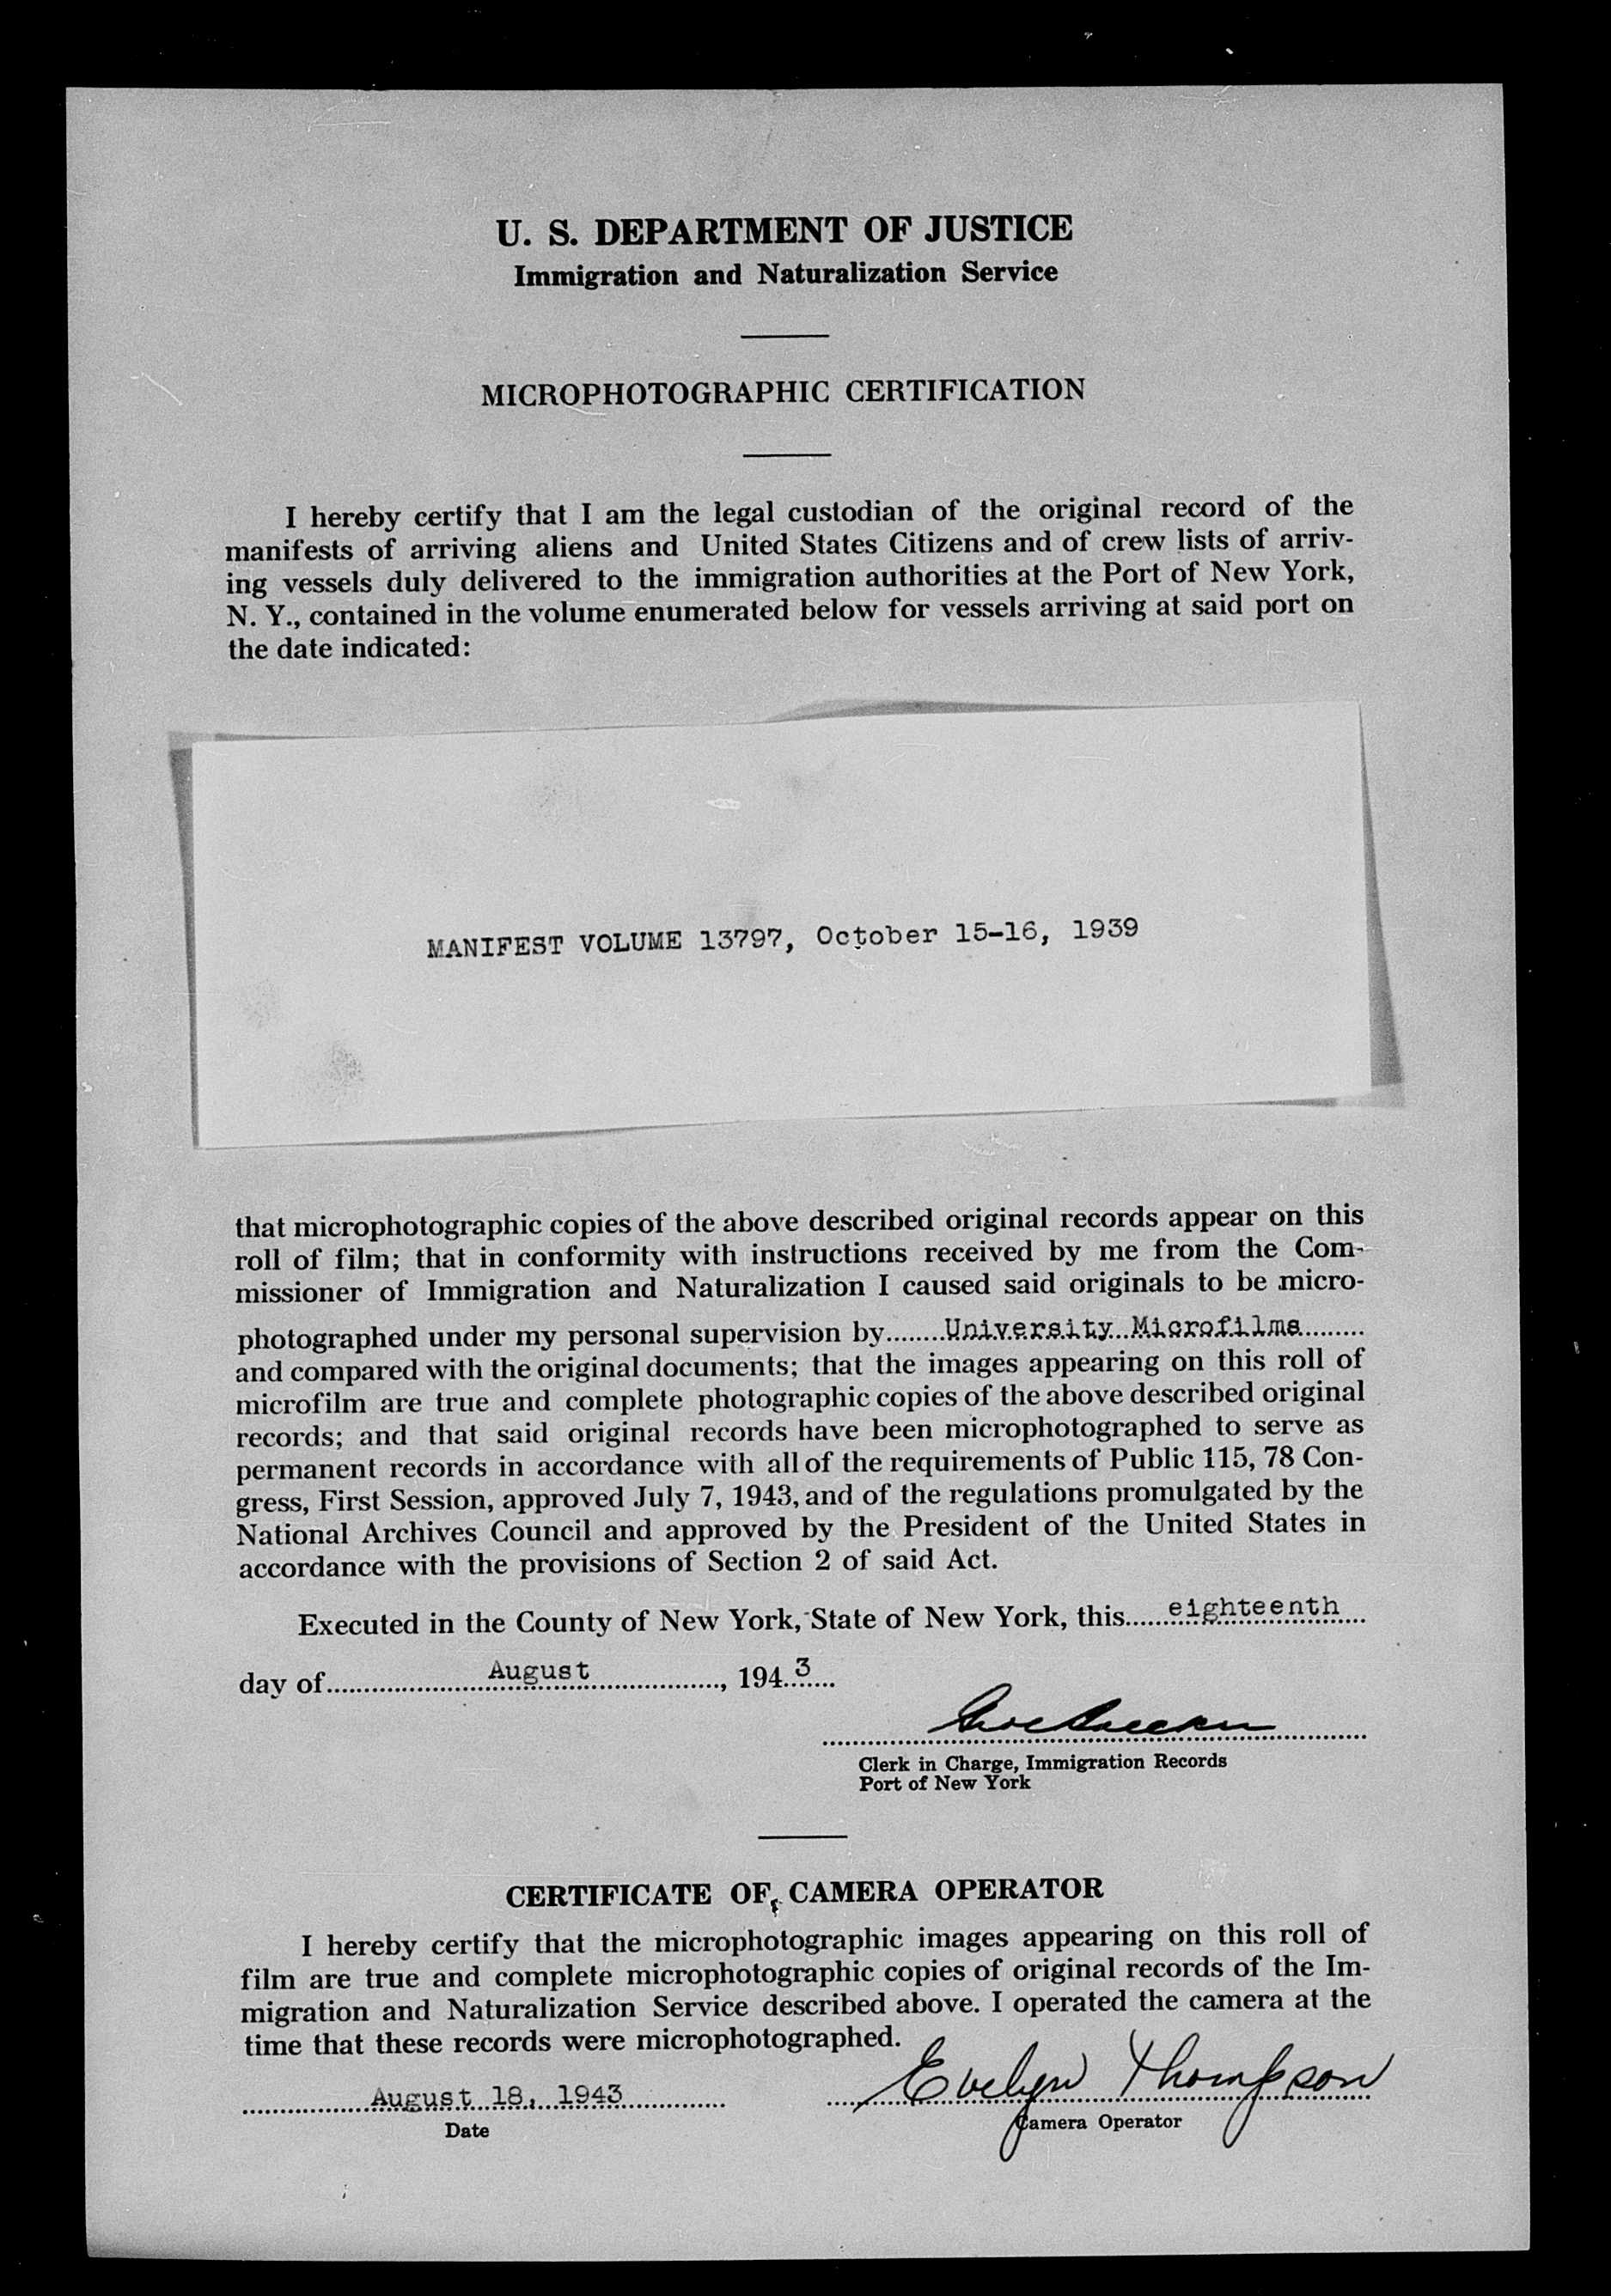 U. S. DEPARTMENT OF JUSTICE
Immigration and Naturalization Service
MICROPHOTOGRAPHIC CERTIFICATION
I hereby certify that I am the legal custodian of the original record of the
manifests of arriving aliens and United States Citizens and of crew lists of arriv-
ing vessels duly delivered to the immigration authorities at the Port of New York,
N. Y., contained in the volume enumerated below for vessels arriving at said port on
the date indicated:
MANIFEST VOLUME 13797, October 15-16, 1939
that microphotographic copies of the above described original records appear on this
roll of film; that in conformity with instructions received by me from the Com-
missioner of Immigration and Naturalization I caused said originals to be micro-
photographed under my personal supervision by........University Microfilms.........
and compared with the original documents; that the images appearing on this roll of
microfilm are true and complete photographic copies of the above described original
records; and that said original records have been microphotographed to serve as
permanent records in accordance with all of the requirements of Public 115, 78 Con-
gress, First Session, approved July 7, 1943, and of the regulations promulgated by the
National Archives Council and approved by the President of the United States in
accordance with the provisions of Section 2 of said Act.
Executed in the County of New York, State of New York, this......eighteenth....
day of......................August......................, 194.3....
Clerk in Charge, Immigration Records
Port of New York
CERTIFICATE OF CAMERA OPERATOR
I hereby certify that the microphotographic images appearing on this roll of
film are true and complete microphotographic copies of original records of the Im-
migration and Naturalization Service described above. I operated the camera at the
time that these records were microphotographed.
August 18, 1943 Evelyn Thompson
Date Camera Operator